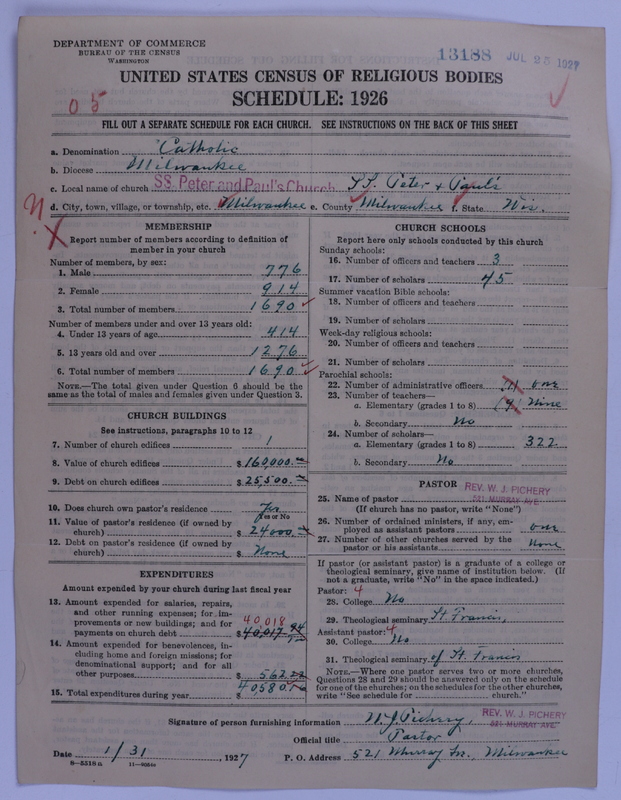 DEPARTMENT OF COMMERCE
BUREAU OF THE CENSUS
WASHINGTON
13188 JUL 25 1927
UNITED STATES CENSUS OF RELIGIOUS BODIES
SCHEDULE: 1926
05
FILL OUT A SEPARATE SCHEDULE FOR EACH CHURCH. SEE INSTRUCTIONS ON THE BACK OF THIS SHEET
a. Denomination Catholic
b. Diocese Milwaukee
c. Local name of church SS. Peter and Paul's Church SS. Peter & Paul's
d. City, town, village, or township, etc. Milwaukee e. County Milwaukee f. State Wis.
MEMBERSHIP
Report number of members according to definition of
member in your church
Number of members, by sex:
1. Male 776
2. Female 914
3. Total number of members 1690
Number of members under and over 13 years old:
4. Under 13 years of age 414
5. 13 years old and over 1276
6. Total number of members 1690
NOTE.—The total given under Question 6 should be
same as the total of males and females given under Question 3.
CHURCH BUILDINGS
See instructions, paragraphs 10 to 12
7. Number of church edifices 1
8. Value of church edifices $ 160,000.
9. Debt on church edifices $ 25,500.
10. Does church own pastor's residence Yes
Yes or No
11. Value of pastor's residence (if owned by
church) $ 24000.
12. Debt on pastor's residence (if owned by
church) $ None
EXPENDITURES
Amount expended by your church during last fiscal year
13. Amount expended for salaries, repairs,
and other running expenses; for improvements or new buildings; and for
40,018
payments on church debt $ 40,017 94
14. Amount expended for benevolences, including home and foreign missions; for
denominational support; and for all
other purposes $ 562.22
15. Total expenditures during year $ 40580.
CHURCH SCHOOLS
Report here only schools conducted by this church
Sunday schools:
16. Number of officers and teachers 3
17. Number of scholars 45
Summer vacation Bible schools:
18. Number of officers and teachers
19. Number of scholars
Week-day religious schools:
20. Number of officers and teachers
21. Number of scholars
Parochial schools:
22. Number of administrative officers (1) one
23. Number of teachers—
a. Elementary (grades 1 to 8) (9) Nine
b. Secondary No
24. Number of scholars—
a. Elementary (grades 1 to 8) 322
b. Secondary No
PASTOR
REV. W. J. PICHERY
521 MURRAY AVE.
25. Name of pastor
(If church has no pastor, write "None")
26. Number of ordained ministers, if any, employed as assistant pastors one
27. Number of other churches served by the
pastor or his assistants None
If pastor (or assistant pastor) is a graduate of a college or
theological seminary, give name of institution below. (If
not a graduate, write "No" in the space indicated.)
Pastor: 4
28. College No
29. Theological seminary St. Francis,
Assistant pastor: 4
30. College No
31. Theological seminary of St. Francis
NOTE.—Where one pastor serves two or more churches,
Questions 28 and 29 should be answered only on the schedule
for one of the churches; on the schedules for the other churches,
write "See schedule for church."
Signature of person furnishing information W. J. Pichery, REV. W. J. PICHERY
521 MURRAY AVE.
Official title Pastor
Date 1/31, 1927 P. O. Address 521 Murray Av., Milwaukee